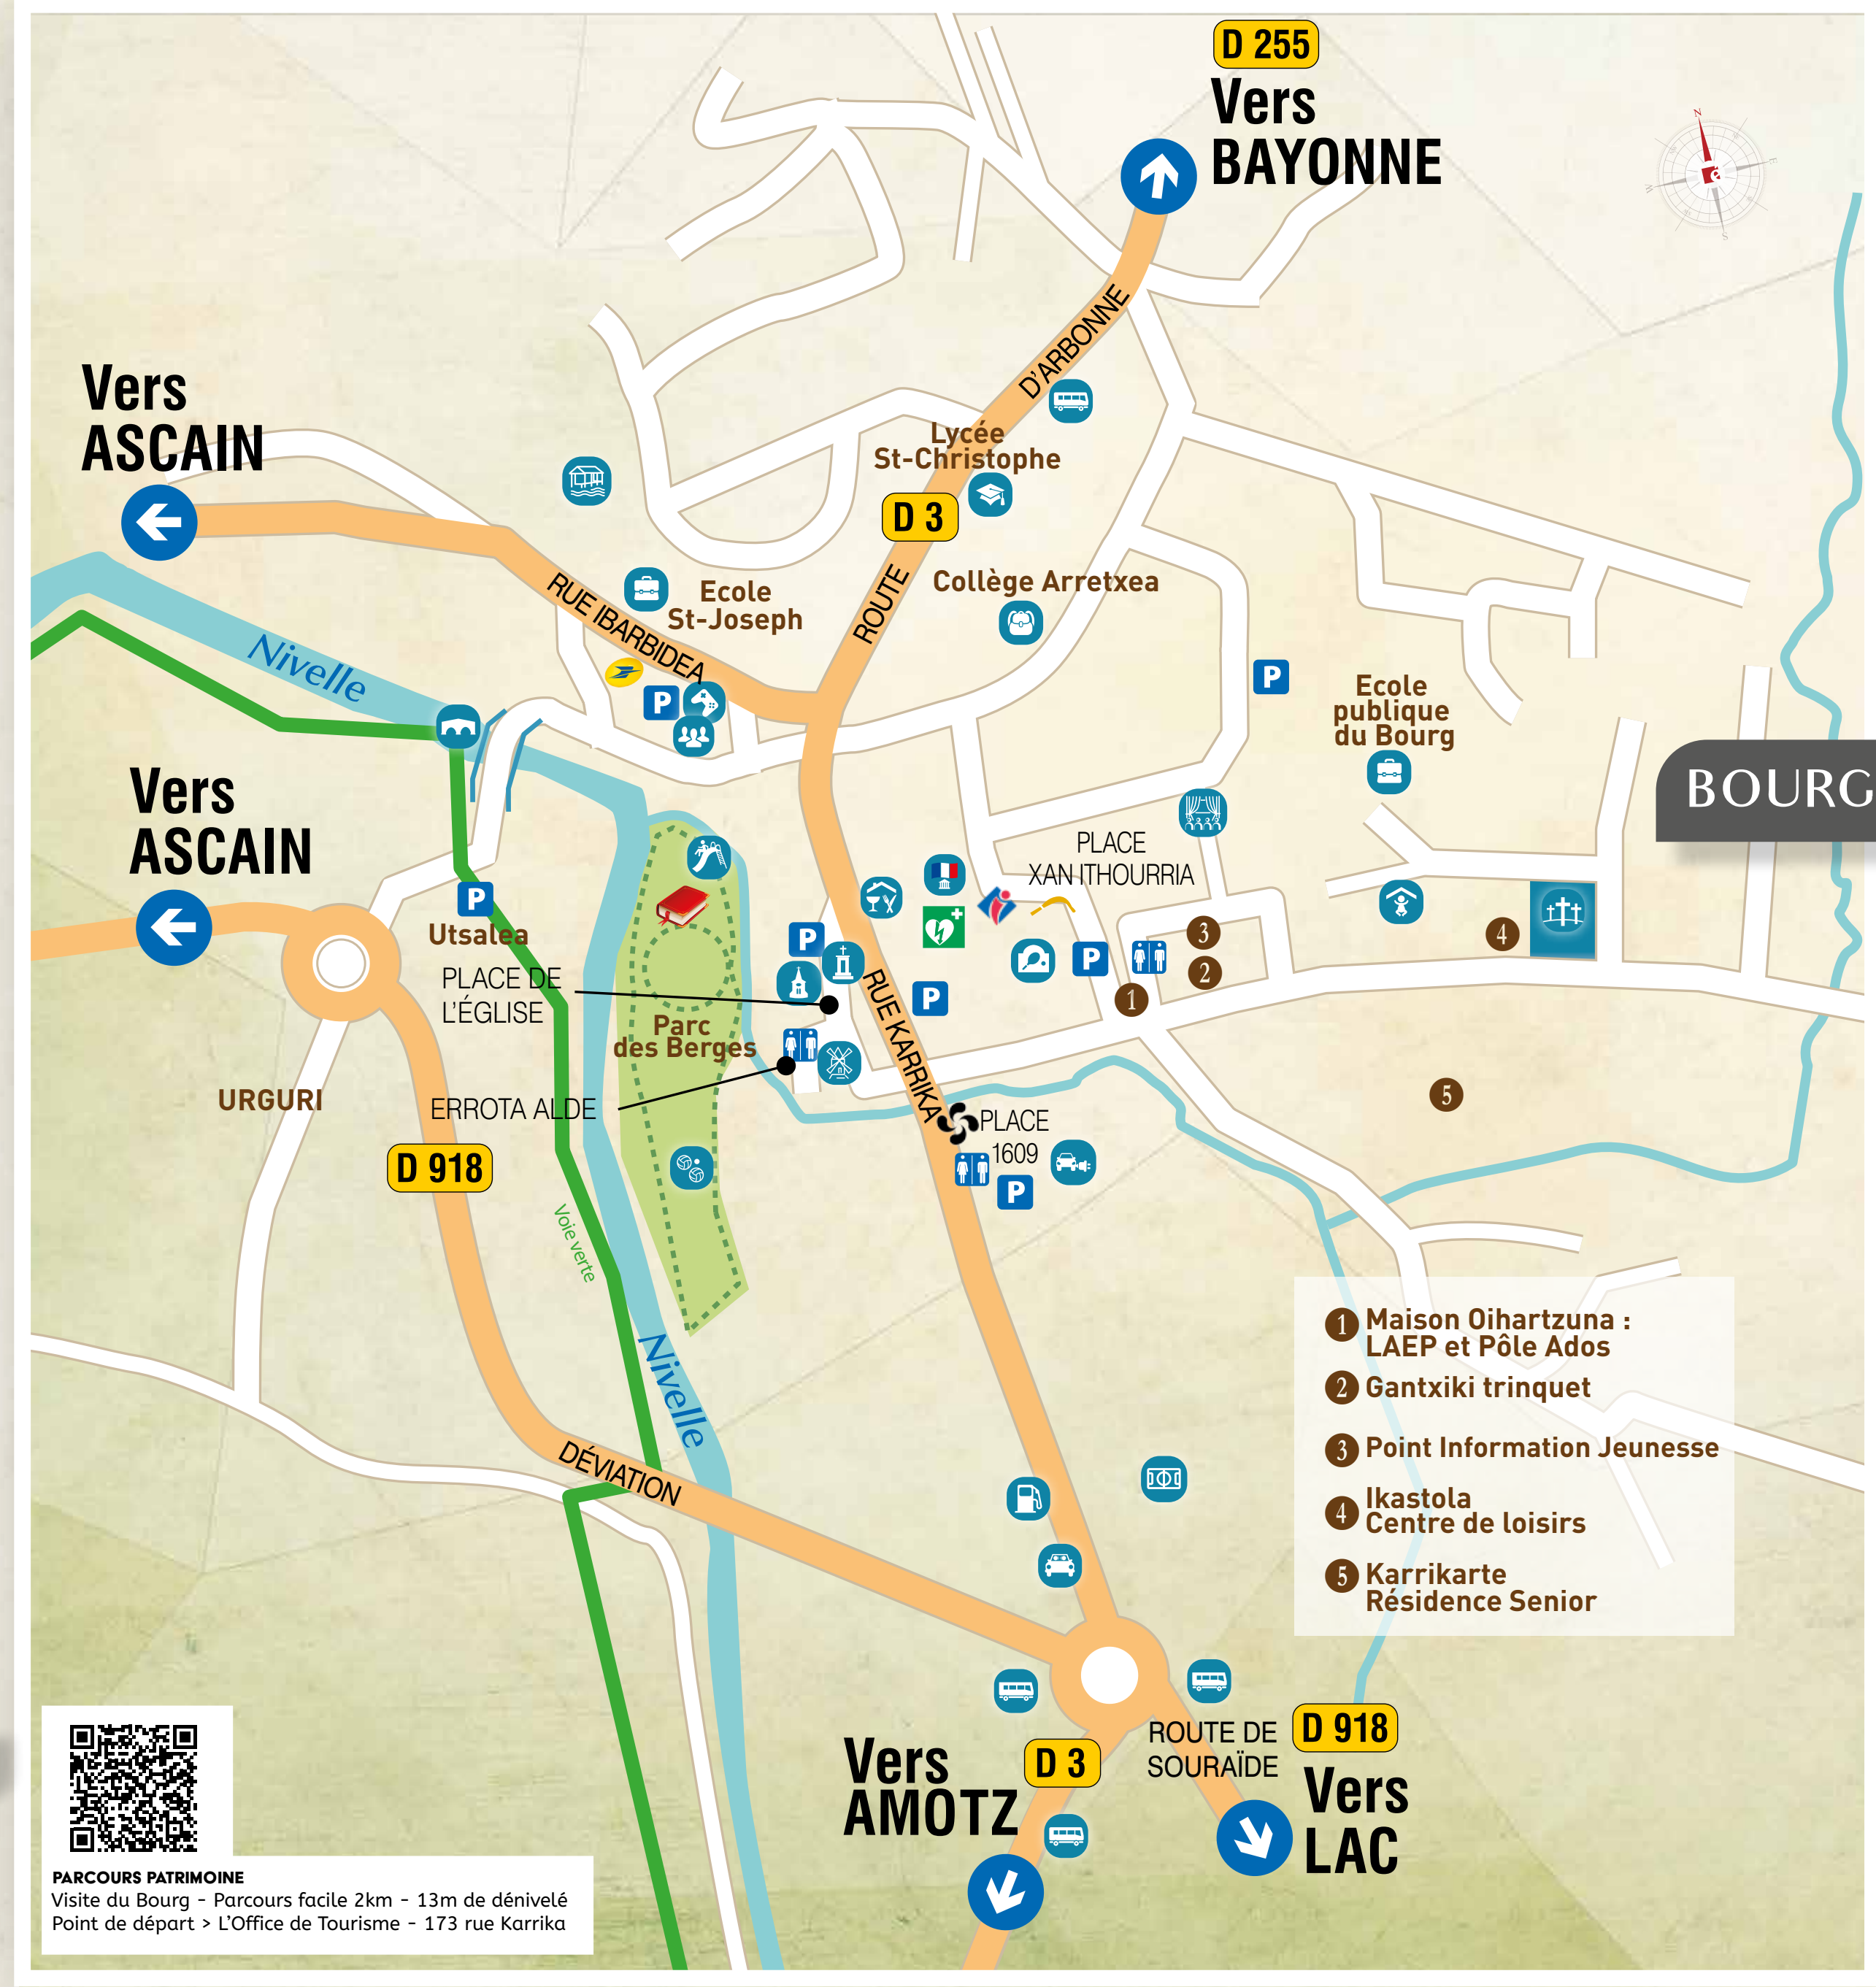 D 255
Vers
BAYONNE
N
E
S
Vers
ASCAIN
D'ARBONNE
Lycée
St-Christophe
D 3
ROUTE
Collège Arretxea
RUE IBARBIDEA
Ecole
St-Joseph
Nivelle
P
P
Ecole
publique
du Bourg
BOURG
Vers
ASCAIN
PLACE
XAN ITHOURRIA
P
Utsalea
P
P
P
3
2
1
4
PLACE DE
L'ÉGLISE
Parc
des Berges
RUE KARRIKA
URGURI
ERROTA ALDE
5
PLACE
1609
P
D 918
Voie verte
Nivelle
DÉVIATION
1 Maison Oihartzuna :
LAEP et Pôle Ados
2 Gantxiki trinquet
3 Point Information Jeunesse
4 Ikastola
Centre de loisirs
5 Karrikarte
Résidence Senior
ROUTE DE
SOURAÏDE
D 918
D 3
Vers
AMOTZ
Vers
LAC
PARCOURS PATRIMOINE
Visite du Bourg - Parcours facile 2km - 13m de dénivelé
Point de départ > L'Office de Tourisme - 173 rue Karrika